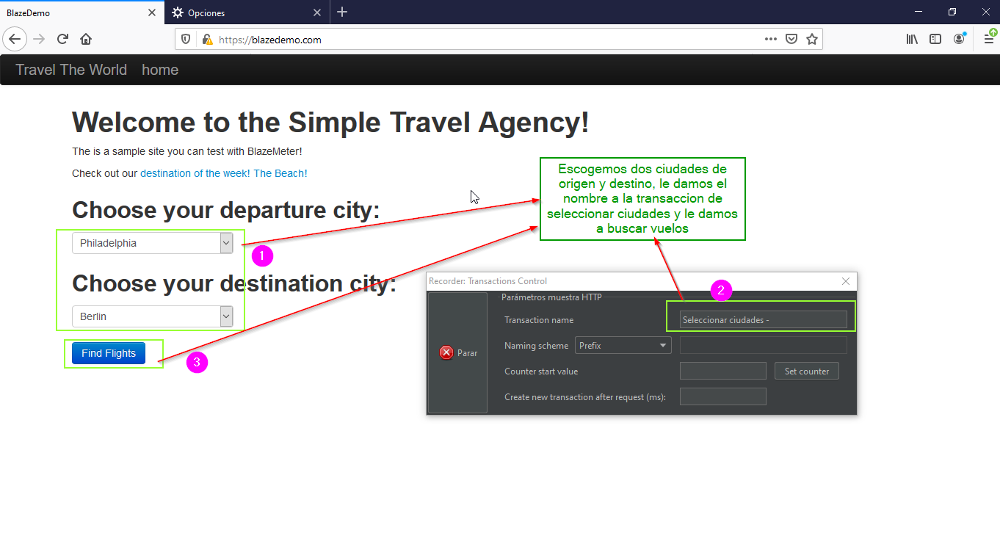 BlazeDemo
Opciones
https://blazedemo.com
Travel The World home
Welcome to the Simple Travel Agency!
The is a sample site you can test with BlazeMeter!
Check out our destination of the week! The Beach!
Escogemos dos ciudades de
origen y destino, le damos el
nombre a la transaccion de
seleccionar ciudades y le damos
a buscar vuelos
Choose your departure city:
Philadelphia
1
Choose your destination city:
Berlin
Find Flights
3
Recorder: Transactions Control
2
Parámetros muestra HTTP
Parar
Transaction name
Seleccionar ciudades -
Naming scheme
Prefix
Counter start value
Set counter
Create new transaction after request (ms):